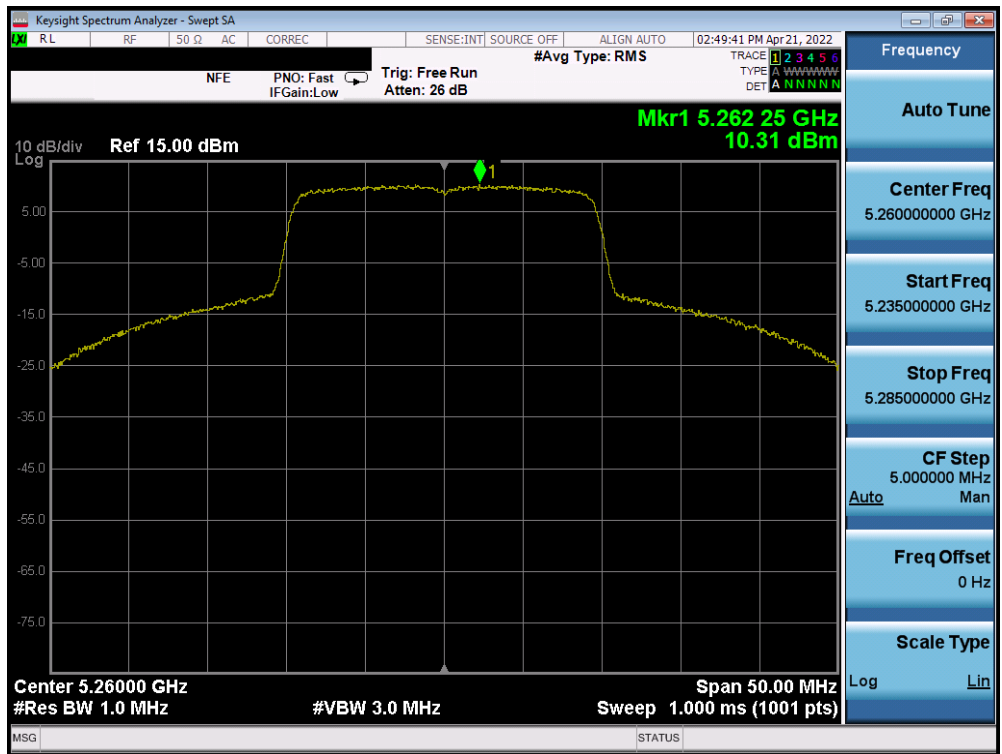 Keysight Spectrum Analyzer - Swept SA
LXI RL RF 50 Ω AC CORREC SENSE:INT SOURCE OFF ALIGN AUTO 02:49:41 PM Apr 21, 2022
#Avg Type: RMS
TRACE 1 2 3 4 5 6
TYPE A WWWWW
DET A N N N N N
NFE
PNO: Fast
IFGain:Low
Trig: Free Run
Atten: 26 dB
Mkr1 5.262 25 GHz
10.31 dBm
10 dB/div
Log
Ref 15.00 dBm
1
5.00
-5.00
-15.0
-25.0
-35.0
-45.0
-55.0
-65.0
-75.0
Center 5.26000 GHz
Span 50.00 MHz
#Res BW 1.0 MHz
#VBW 3.0 MHz
Sweep 1.000 ms (1001 pts)
MSG
STATUS
Frequency
Auto Tune
Center Freq
5.260000000 GHz
Start Freq
5.235000000 GHz
Stop Freq
5.285000000 GHz
CF Step
5.000000 MHz
Auto Man
Freq Offset
0 Hz
Scale Type
Log Lin